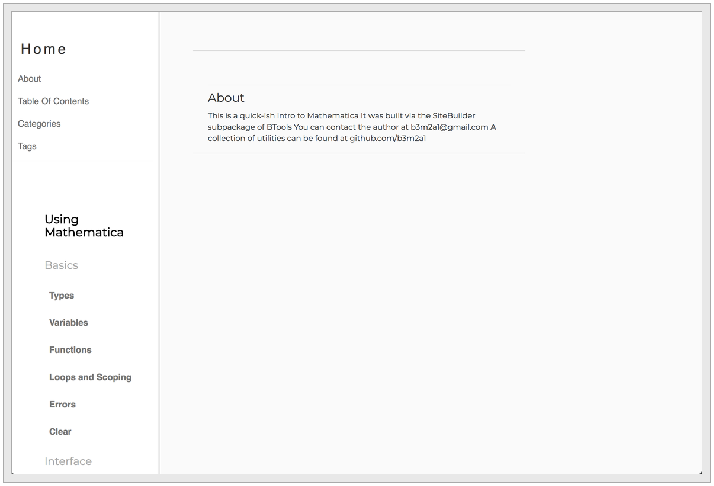 Home
About
Table Of Contents
Categories
Tags
Using
Mathematica
Basics
Types
Variables
Functions
Loops and Scoping
Errors
Clear
Interface
About
This is a quick-ish intro to Mathematica It was built via the SiteBuilder
subpackage of BTools You can contact the author at b3m2a1@gmail.com A
collection of utilities can be found at github.com/b3m2a1